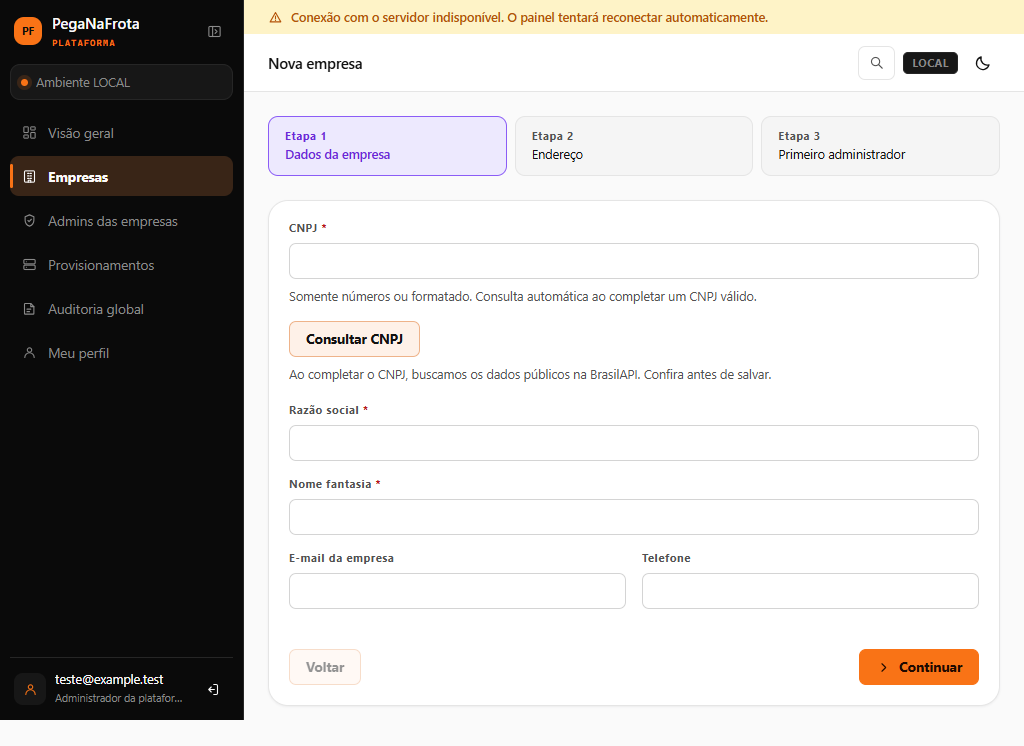 PF
PegaNaFrota
PLATAFORMA
Ambiente LOCAL
Visão geral
Empresas
Admins das empresas
Provisionamentos
Auditoria global
Meu perfil
teste@example.test
Administrador da platafor...
Conexão com o servidor indisponível. O painel tentará reconectar automaticamente.
Nova empresa
LOCAL
Etapa 1
Dados da empresa
Etapa 2
Endereço
Etapa 3
Primeiro administrador
CNPJ *
Somente números ou formatado. Consulta automática ao completar um CNPJ válido.
Consultar CNPJ
Ao completar o CNPJ, buscamos os dados públicos na BrasilAPI. Confira antes de salvar.
Razão social *
Nome fantasia *
E-mail da empresa
Telefone
Voltar
Continuar